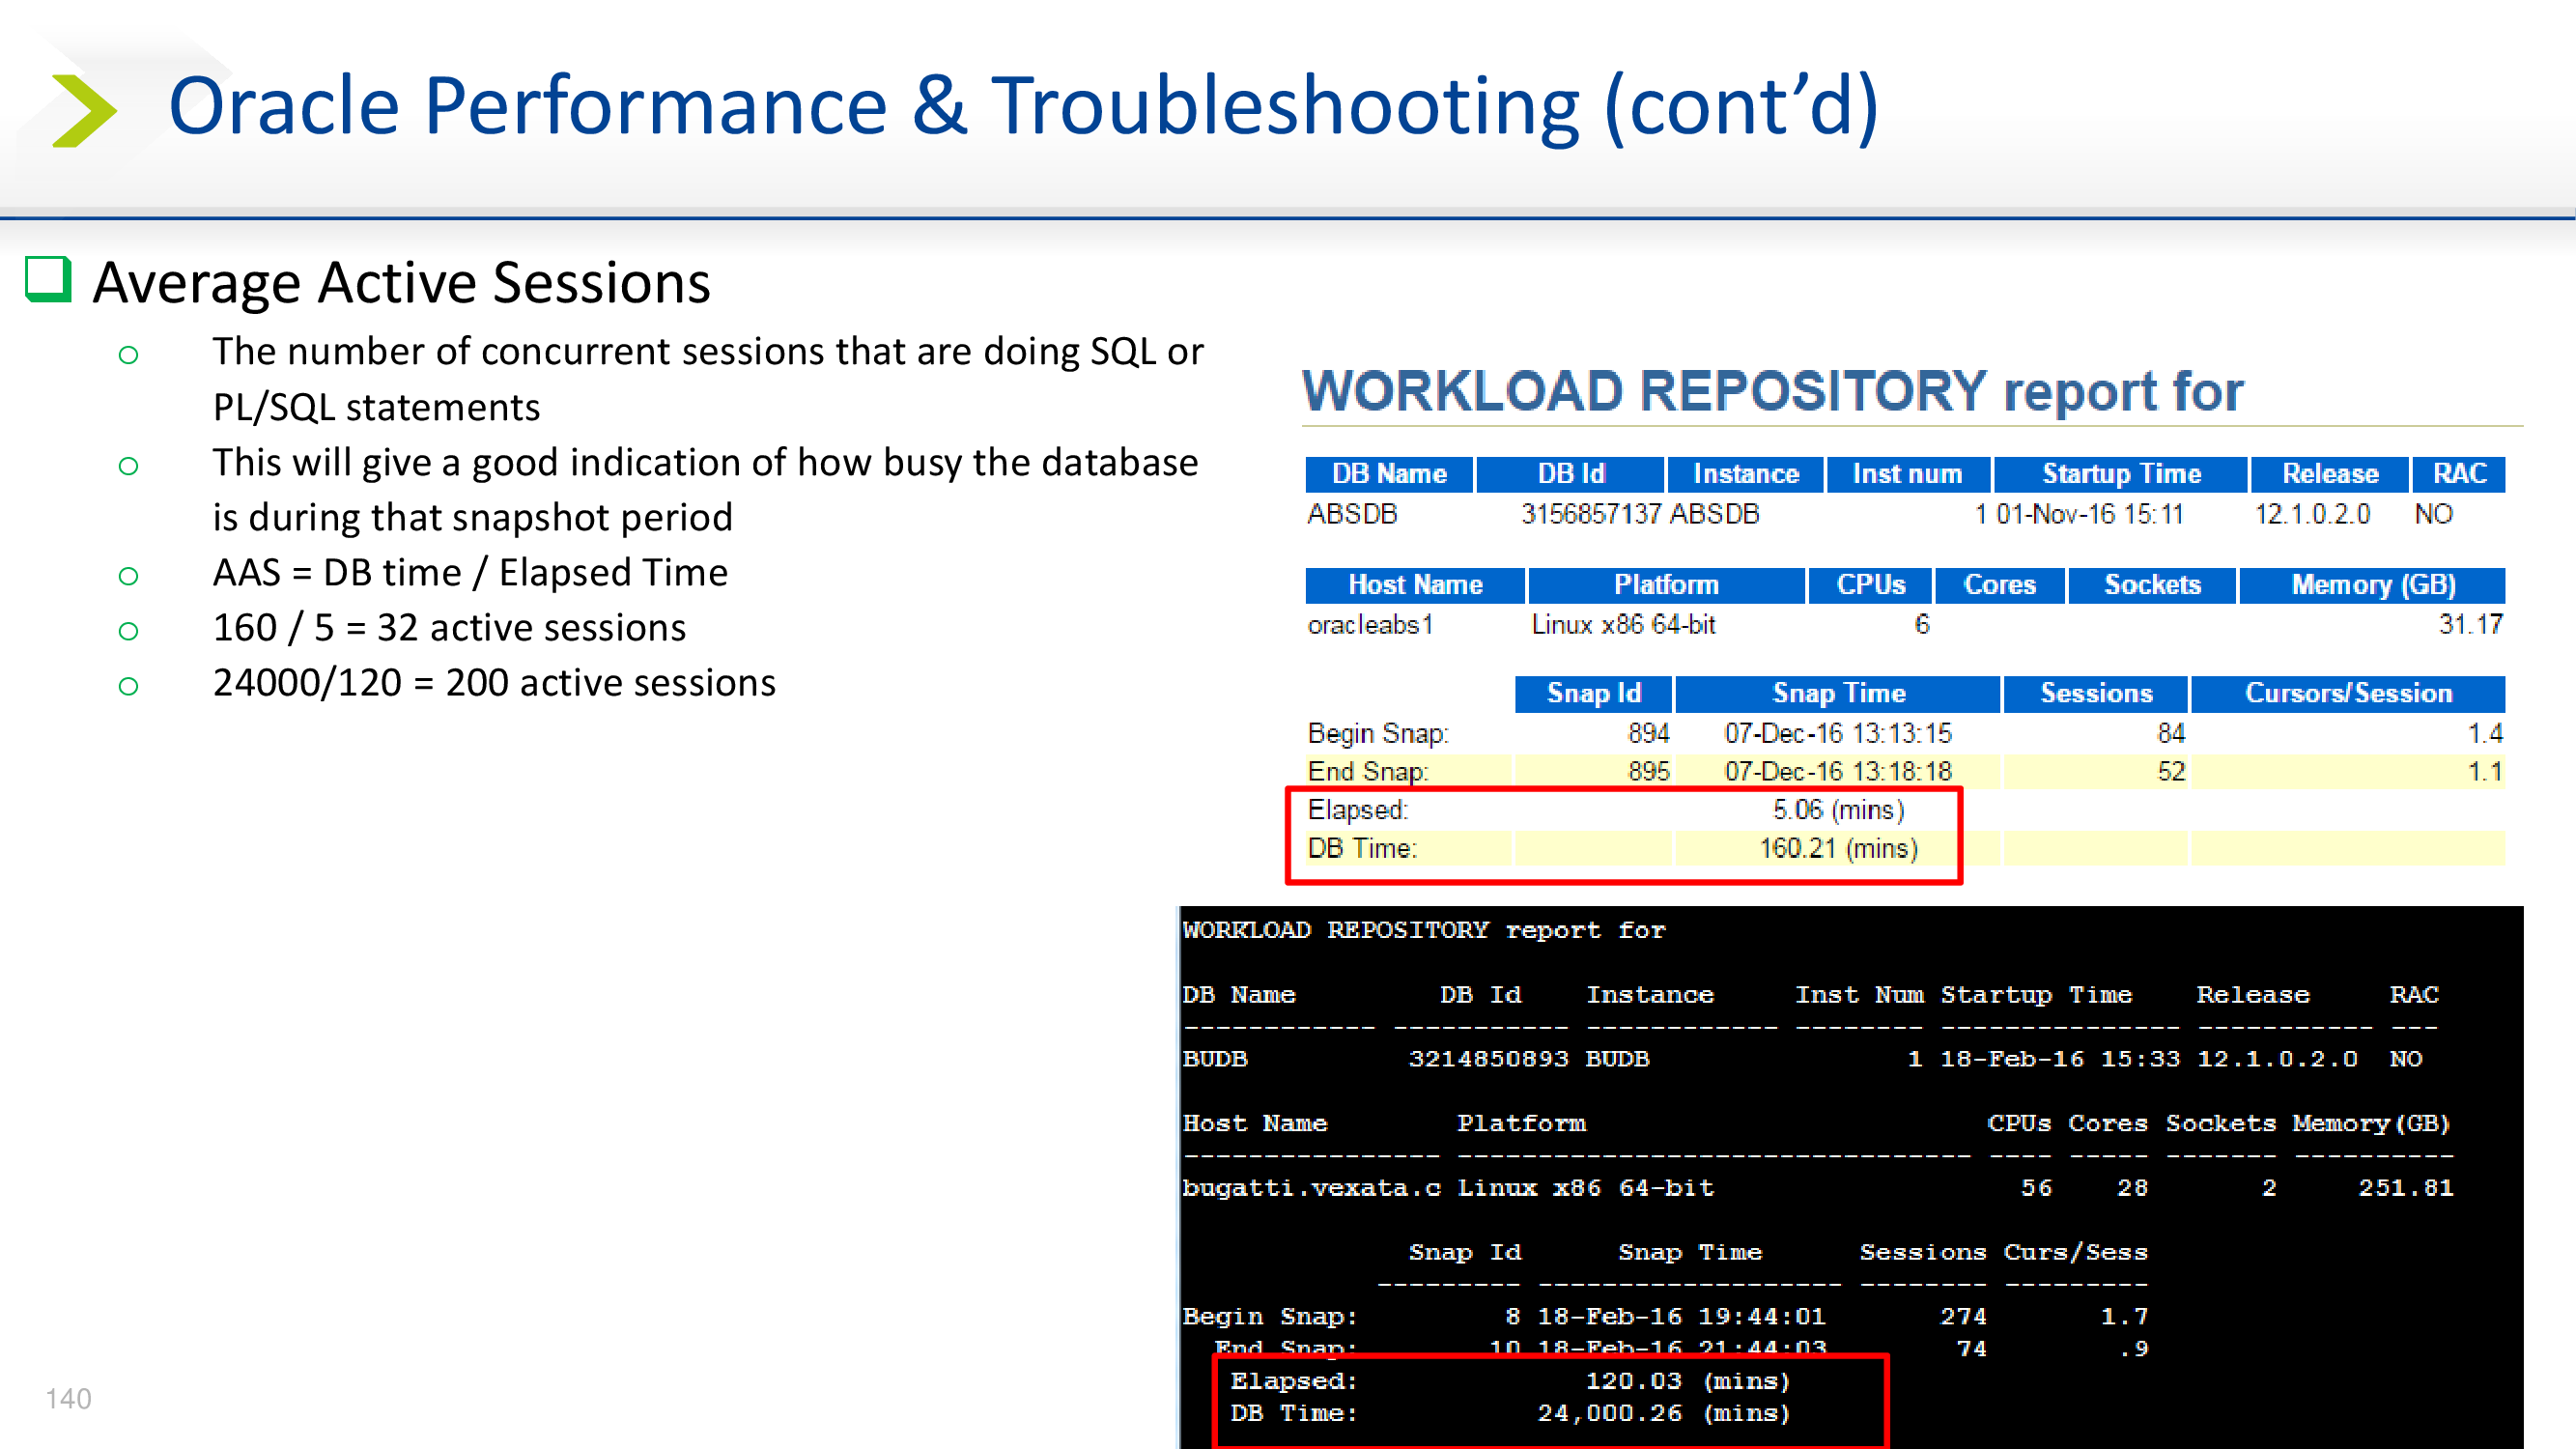 Oracle Performance & Troubleshooting (cont’d)
Average Active Sessions
The number of concurrent sessions that are doing SQL or
PL/SQL statements
This will give a good indication of how busy the database
is during that snapshot period
AAS = DB time / Elapsed Time
160 / 5 = 32 active sessions
24000/120 = 200 active sessions
WORKLOAD REPOSITORY report for
DB Name DB Id Instance Inst num Startup Time Release RAC
ABSDB 3156857137 ABSDB 1 01-Nov-16 15:11 12.1.0.2.0 NO
Host Name Platform CPUs Cores Sockets Memory (GB)
oracleabs1 Linux x86 64-bit 6 31.17
Snap Id Snap Time Sessions Cursors/Session
Begin Snap: 894 07-Dec-16 13:13:15 84 1.4
End Snap: 895 07-Dec-16 13:18:18 52 1.1
Elapsed: 5.06 (mins)
DB Time: 160.21 (mins)
WORKLOAD REPOSITORY report for
DB Name DB Id Instance Inst Num Startup Time Release RAC
------------ ----------- ------------ -------- --------------- ----------- ---
BUDB 3214850893 BUDB 1 18-Feb-16 15:33 12.1.0.2.0 NO
Host Name Platform CPUs Cores Sockets Memory(GB)
---------------- -------------------------------- ---- ----- ------- ----------
bugatti.vexata.c Linux x86 64-bit 56 28 2 251.81
Snap Id Snap Time Sessions Curs/Sess
--------- ------------------- -------- ---------
Begin Snap: 8 18-Feb-16 19:44:01 274 1.7
End Snap: 10 18-Feb-16 21:44:03 74 .9
Elapsed: 120.03 (mins)
DB Time: 24,000.26 (mins)
140